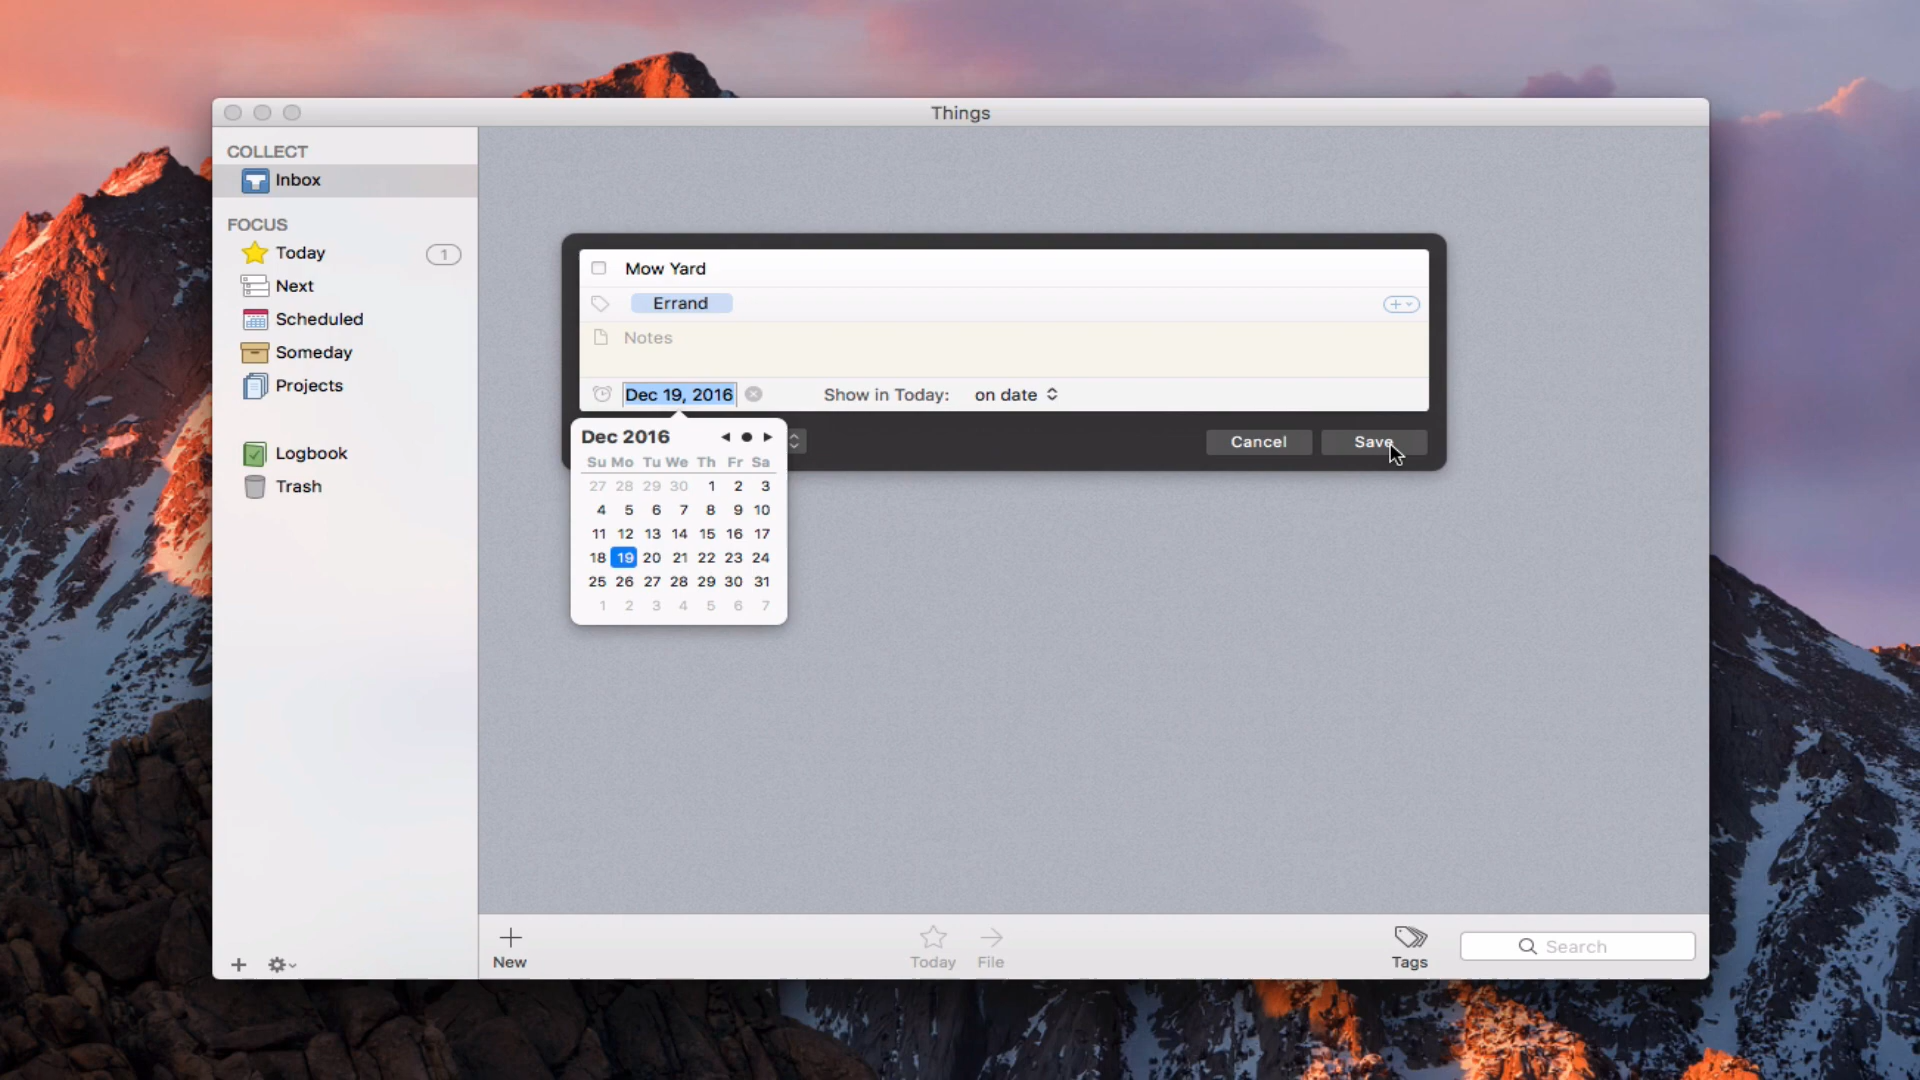 Things
COLLECT
Inbox
FOCUS
Today 1
Next
Scheduled
Someday
Projects
Logbook
Trash
Mow Yard
Errand
Notes
Dec 19, 2016 Show in Today: on date
Cancel Save
Dec 2016
Su Mo Tu We Th Fr Sa
27 28 29 30 1 2 3
4 5 6 7 8 9 10
11 12 13 14 15 16 17
18 19 20 21 22 23 24
25 26 27 28 29 30 31
1 2 3 4 5 6 7
New Today File Tags Search